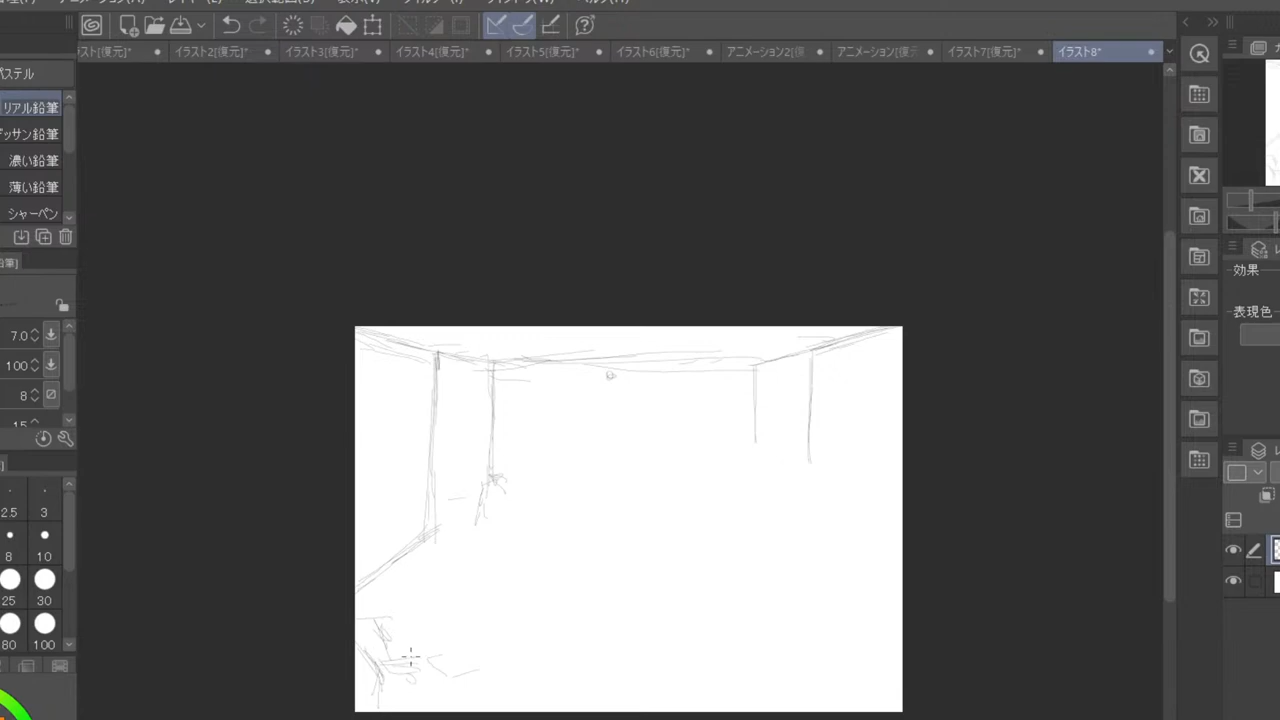 スト[復元]*
イラスト2[復元]*
イラスト3[復元]*
イラスト4[復元]*
イラスト5[復元]*
イラスト6[復元]*
アニメーション2[復
アニメーション[復元
イラスト7[復元]*
イラスト8*
パステル
リアル鉛筆
デッサン鉛筆
濃い鉛筆
薄い鉛筆
シャーペン
鉛筆]
7.0
100
8
15
2.5
3
8
10
25
30
80
100
効果
表現色